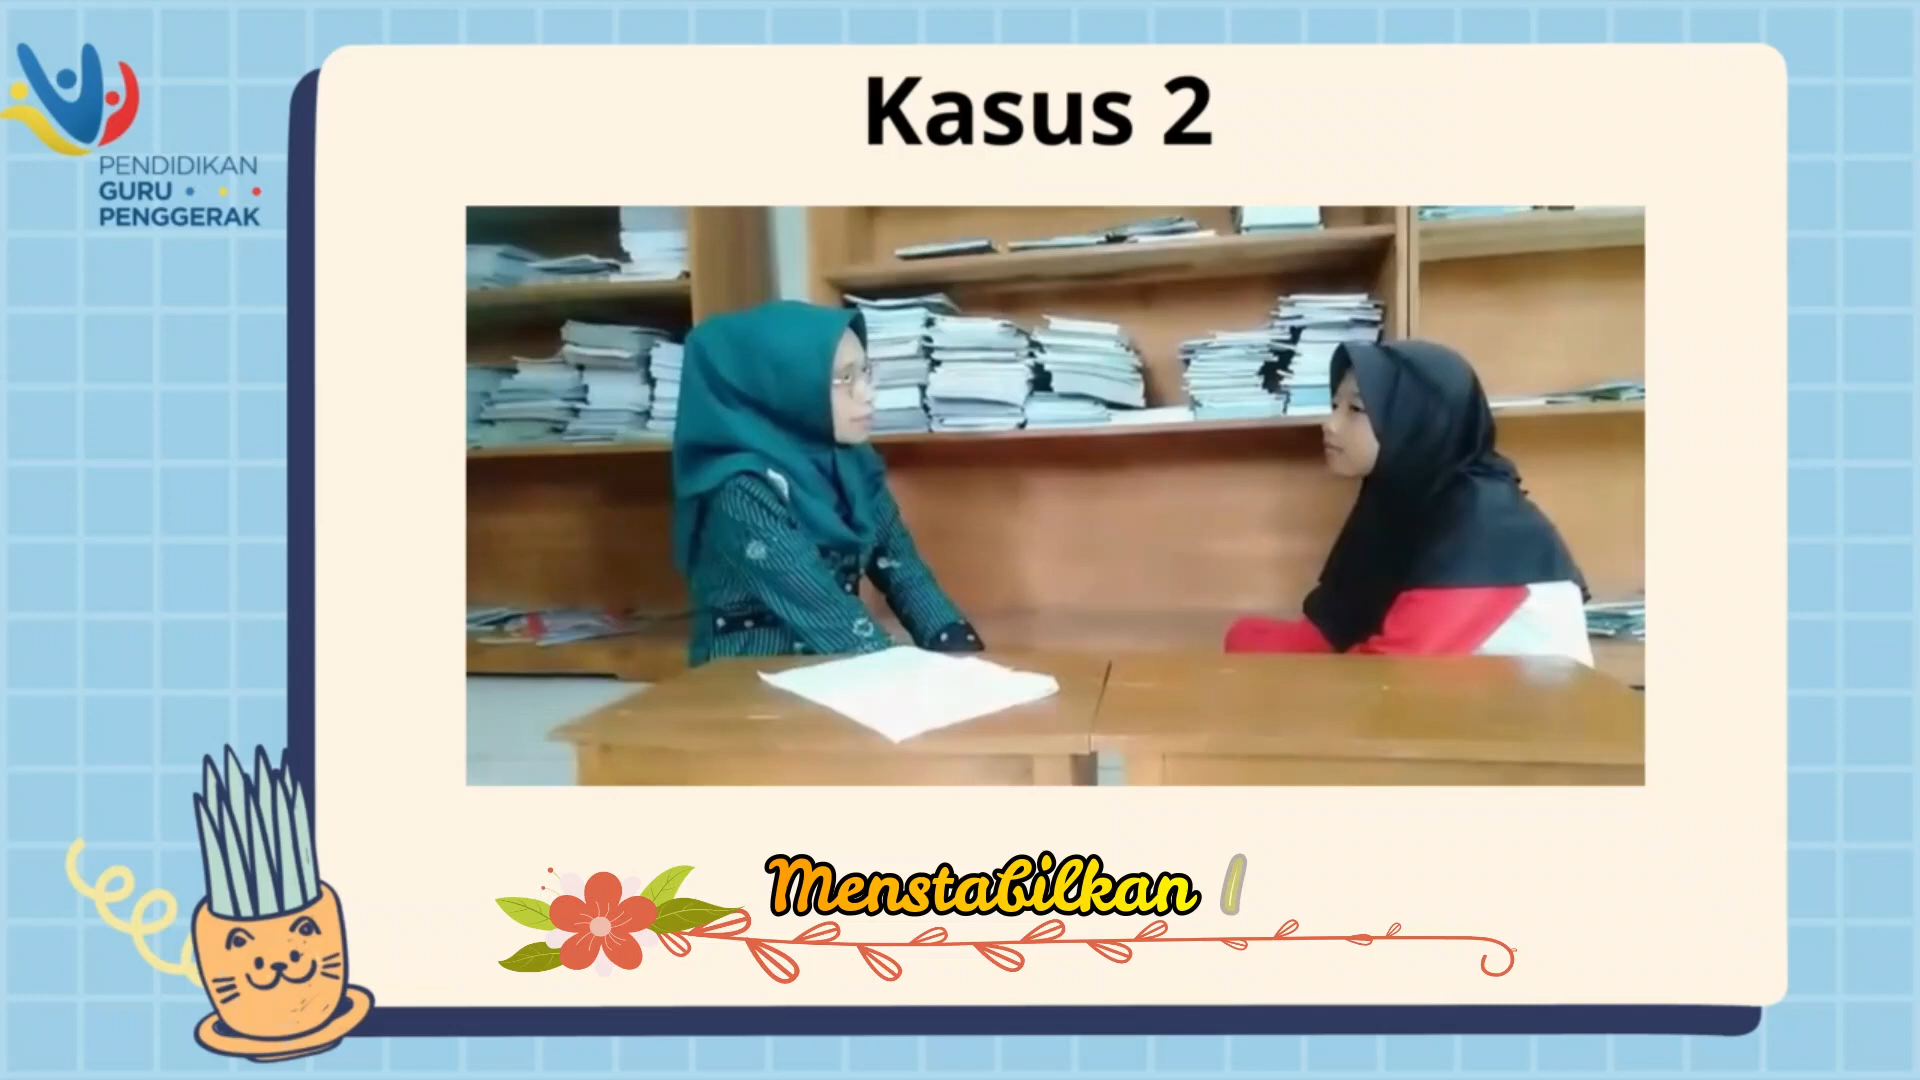 PENDIDIKAN
GURU
PENGGERAK
Kasus 2
Menstabilkan